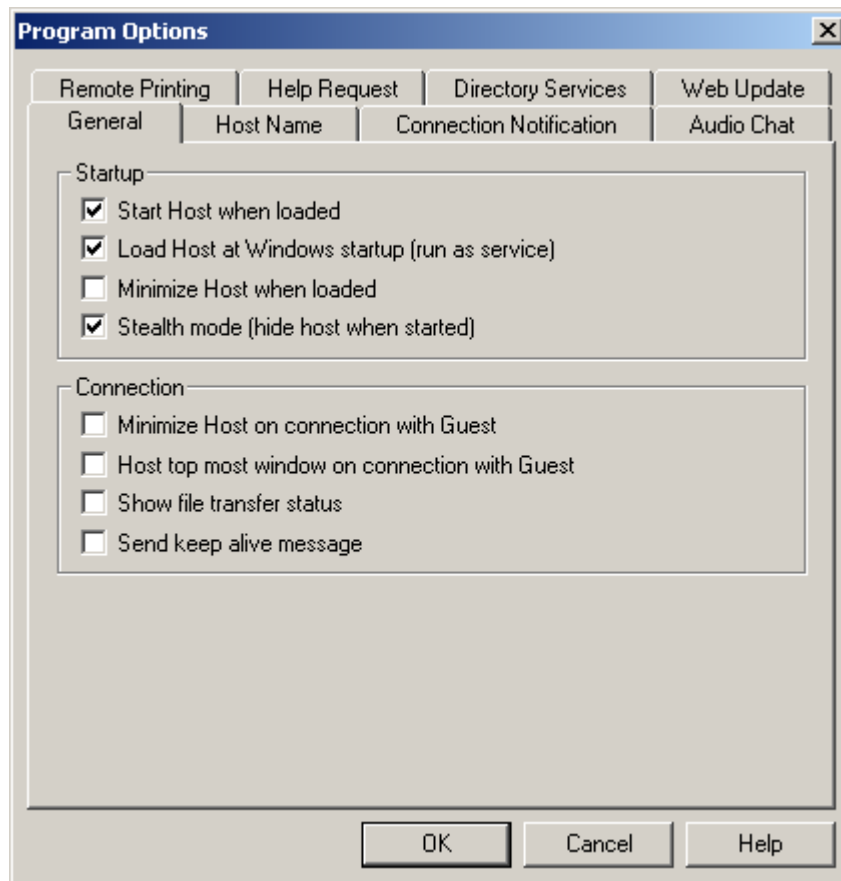 Program Options
Remote Printing Help Request Directory Services Web Update
General Host Name Connection Notification Audio Chat
Startup
Start Host when loaded
Load Host at Windows startup (run as service)
Minimize Host when loaded
Stealth mode (hide host when started)
Connection
Minimize Host on connection with Guest
Host top most window on connection with Guest
Show file transfer status
Send keep alive message
OK Cancel Help